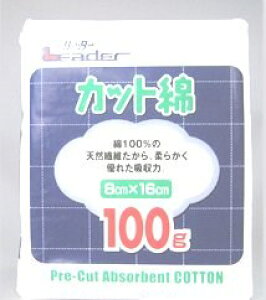 リーダー
Leader
カット綿
綿100%の
天然繊維だから、柔らかく
優れた吸収力
8cm×16cm
100g
Pre-Cut Absorbent COTTON